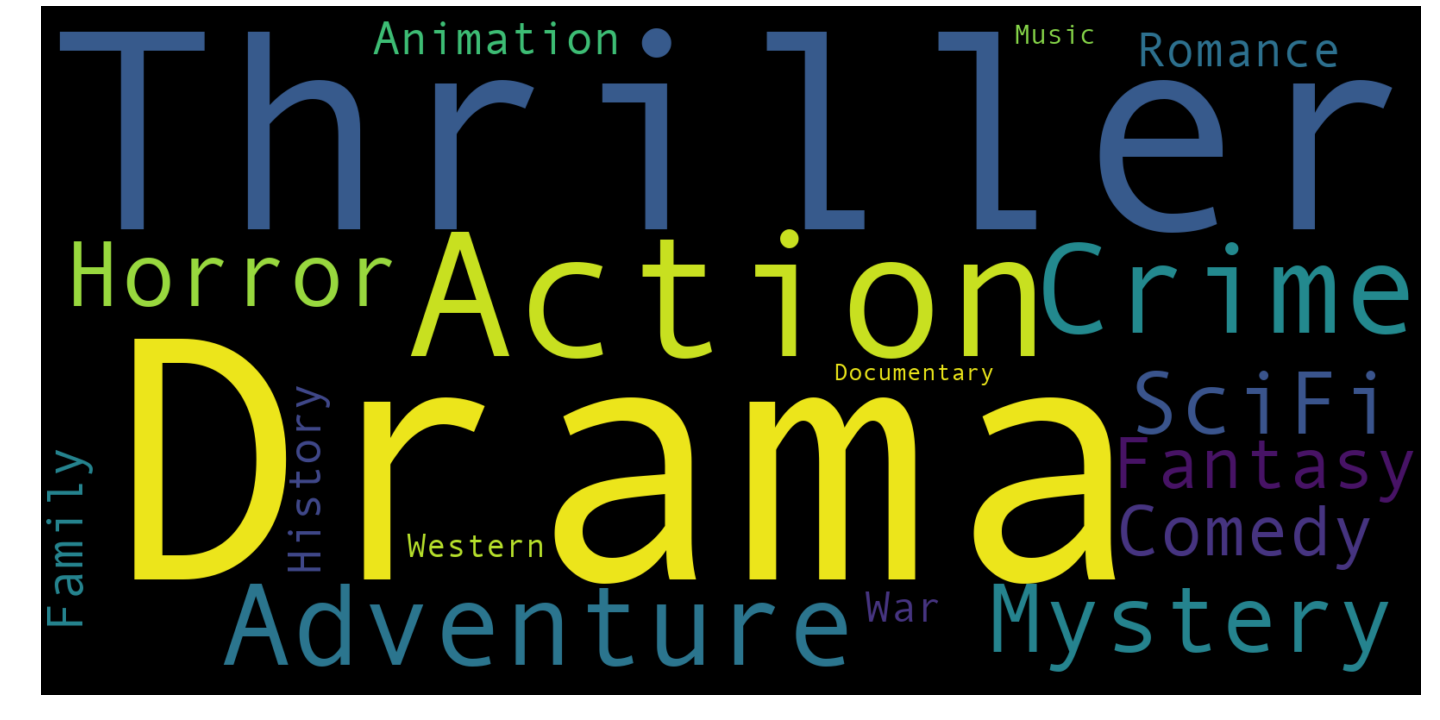 Thriller
Animation
Music
Romance
Horror
Action
Crime
Drama
Documentary
SciFi
Fantasy
Comedy
History
Family
Western
Adventure
War
Mystery